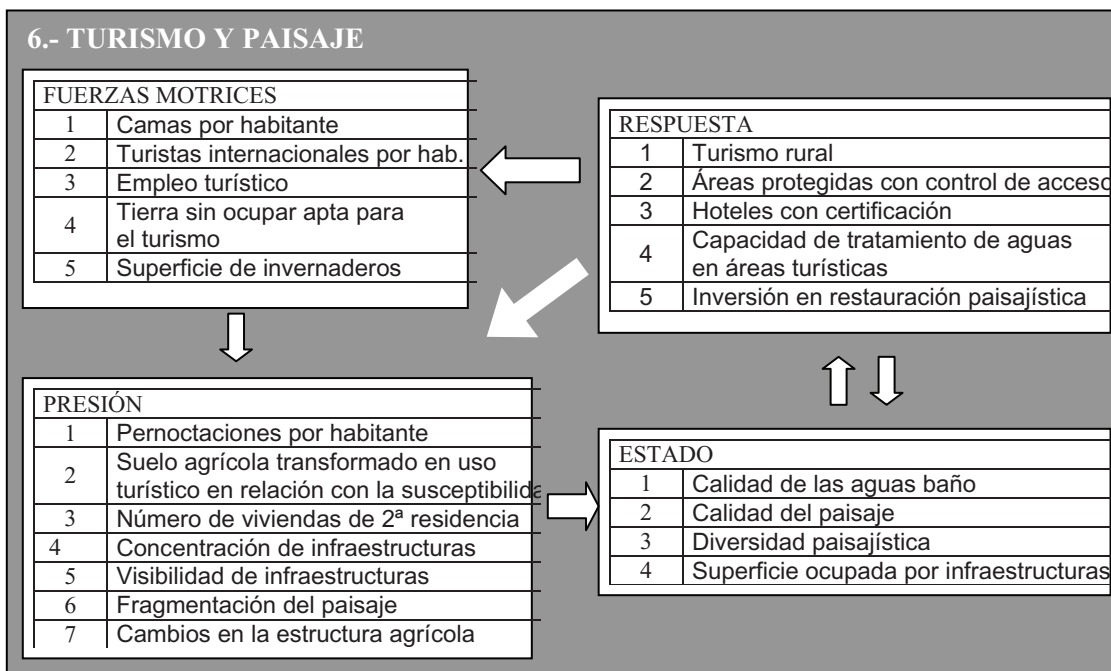 6.- TURISMO Y PAISAJE
FUERZAS MOTRICES
1 Camas por habitante
2 Turistas internacionales por hab.
3 Empleo turístico
4 Tierra sin ocupar apta para
el turismo
5 Superficie de invernaderos
RESPUESTA
1 Turismo rural
2 Áreas protegidas con control de acceso
3 Hoteles con certificación
4 Capacidad de tratamiento de aguas
en áreas turísticas
5 Inversión en restauración paisajística
PRESIÓN
1 Pernoctaciones por habitante
2 Suelo agrícola transformado en uso
turístico en relación con la susceptibilida
3 Número de viviendas de 2ª residencia
4 Concentración de infraestructuras
5 Visibilidad de infraestructuras
6 Fragmentación del paisaje
7 Cambios en la estructura agrícola
ESTADO
1 Calidad de las aguas baño
2 Calidad del paisaje
3 Diversidad paisajística
4 Superficie ocupada por infraestructuras